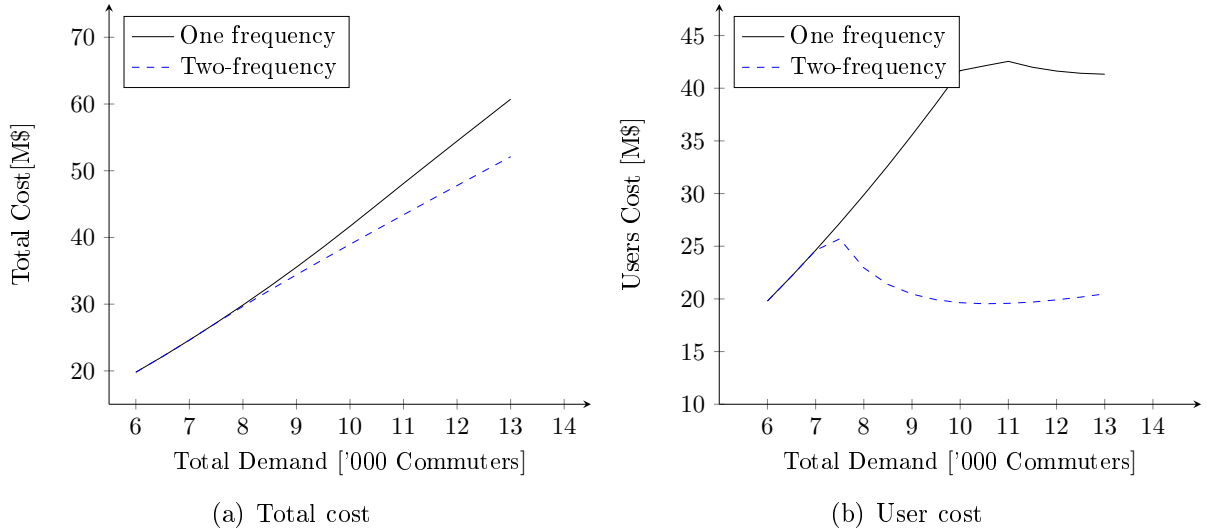 One frequency
Two-frequency
70
60
50
40
30
20
6 7 8 9 10 11 12 13 14
Total Cost[M$]
Total Demand ['000 Commuters]
(a) Total cost
One frequency
Two-frequency
45
40
35
30
25
20
15
10
6 7 8 9 10 11 12 13 14
Users Cost [M$]
Total Demand ['000 Commuters]
(b) User cost